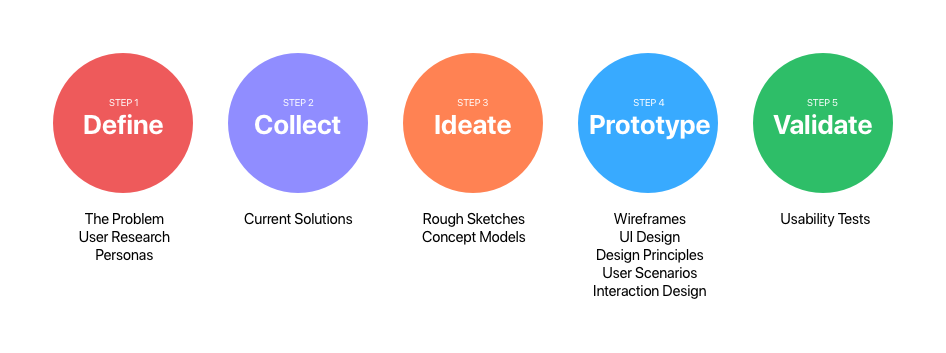 STEP 1
Define
The Problem
User Research
Personas
STEP 2
Collect
Current Solutions
STEP 3
Ideate
Rough Sketches
Concept Models
STEP 4
Prototype
Wireframes
UI Design
Design Principles
User Scenarios
Interaction Design
STEP 5
Validate
Usability Tests